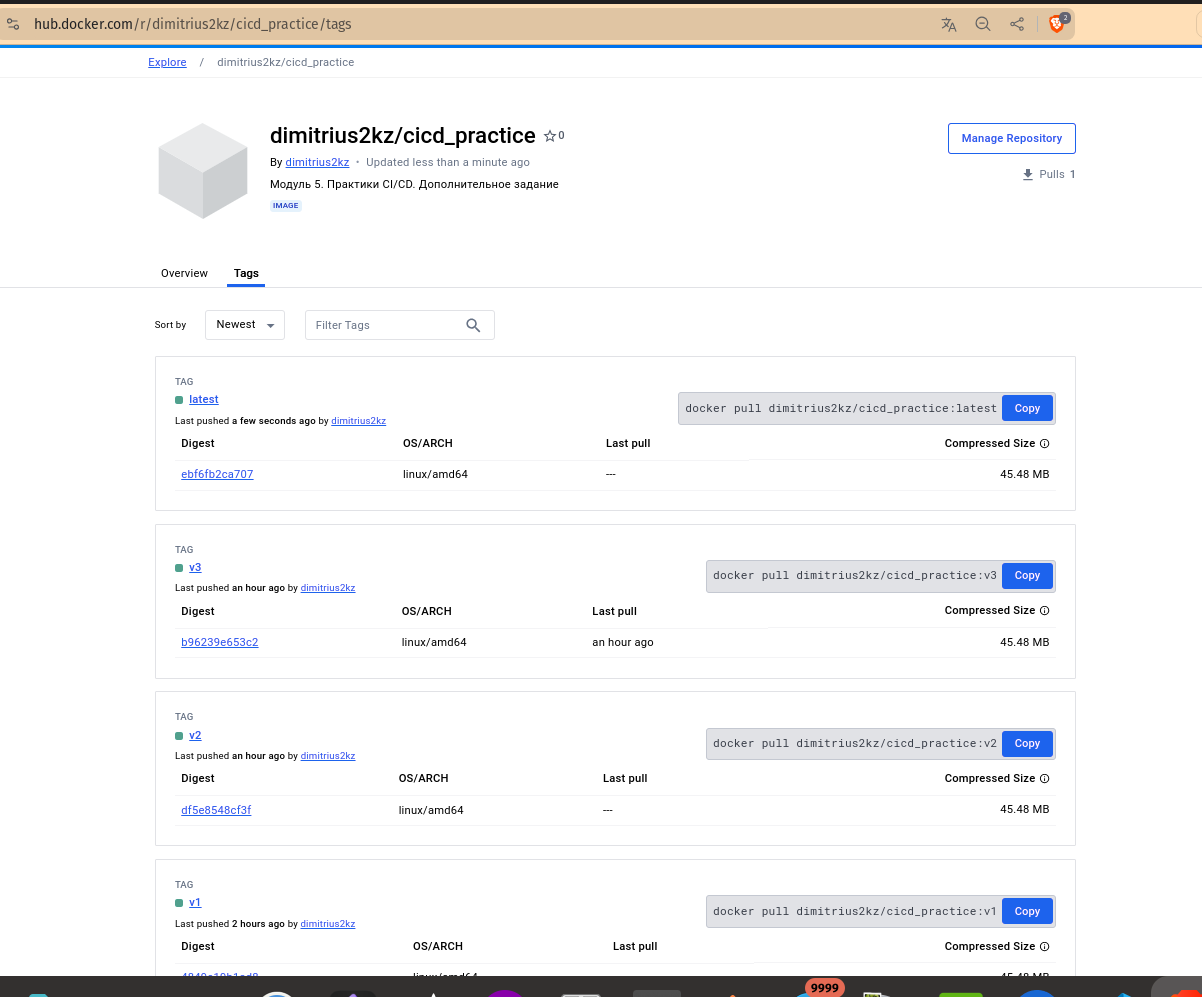 hub.docker.com/r/dimitrius2kz/cicd_practice/tags
2
Explore / dimitrius2kz/cicd_practice
dimitrius2kz/cicd_practice 0
Manage Repository
By dimitrius2kz • Updated less than a minute ago
Pulls 1
Модуль 5. Практики CI/CD. Дополнительное задание
IMAGE
Overview Tags
Sort by Newest Filter Tags
TAG
latest
docker pull dimitrius2kz/cicd_practice:latest Copy
Last pushed a few seconds ago by dimitrius2kz
Digest OS/ARCH Last pull Compressed Size
ebf6fb2ca707 linux/amd64 --- 45.48 MB
TAG
v3
docker pull dimitrius2kz/cicd_practice:v3 Copy
Last pushed an hour ago by dimitrius2kz
Digest OS/ARCH Last pull Compressed Size
b96239e653c2 linux/amd64 an hour ago 45.48 MB
TAG
v2
docker pull dimitrius2kz/cicd_practice:v2 Copy
Last pushed an hour ago by dimitrius2kz
Digest OS/ARCH Last pull Compressed Size
df5e8548cf3f linux/amd64 --- 45.48 MB
TAG
v1
docker pull dimitrius2kz/cicd_practice:v1 Copy
Last pushed 2 hours ago by dimitrius2kz
Digest OS/ARCH Last pull Compressed Size
linux/amd64 45.48 MB
9999